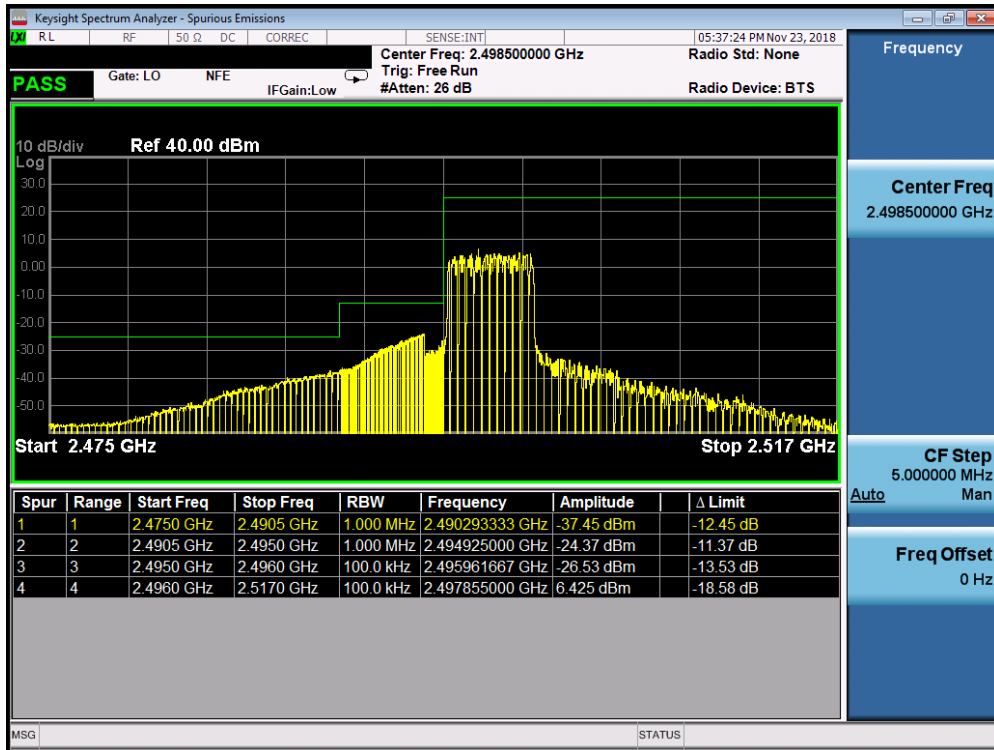 Keysight Spectrum Analyzer - Spurious Emissions
LXI RL RF 50 Ω DC CORREC SENSE:INT 05:37:24 PM Nov 23, 2018
Center Freq: 2.498500000 GHz Radio Std: None
PASS Gate: LO NFE Trig: Free Run
IFGain:Low #Atten: 26 dB Radio Device: BTS
10 dB/div Ref 40.00 dBm
Log
30.0
20.0
10.0
0.00
-10.0
-20.0
-30.0
-40.0
-50.0
Start 2.475 GHz Stop 2.517 GHz
Spur Range Start Freq Stop Freq RBW Frequency Amplitude Δ Limit
1 1 2.4750 GHz 2.4905 GHz 1.000 MHz 2.490293333 GHz -37.45 dBm -12.45 dB
2 2 2.4905 GHz 2.4950 GHz 1.000 MHz 2.494925000 GHz -24.37 dBm -11.37 dB
3 3 2.4950 GHz 2.4960 GHz 100.0 kHz 2.495961667 GHz -26.53 dBm -13.53 dB
4 4 2.4960 GHz 2.5170 GHz 100.0 kHz 2.497855000 GHz 6.425 dBm -18.58 dB
MSG STATUS
Frequency
Center Freq
2.498500000 GHz
CF Step
5.000000 MHz
Auto Man
Freq Offset
0 Hz